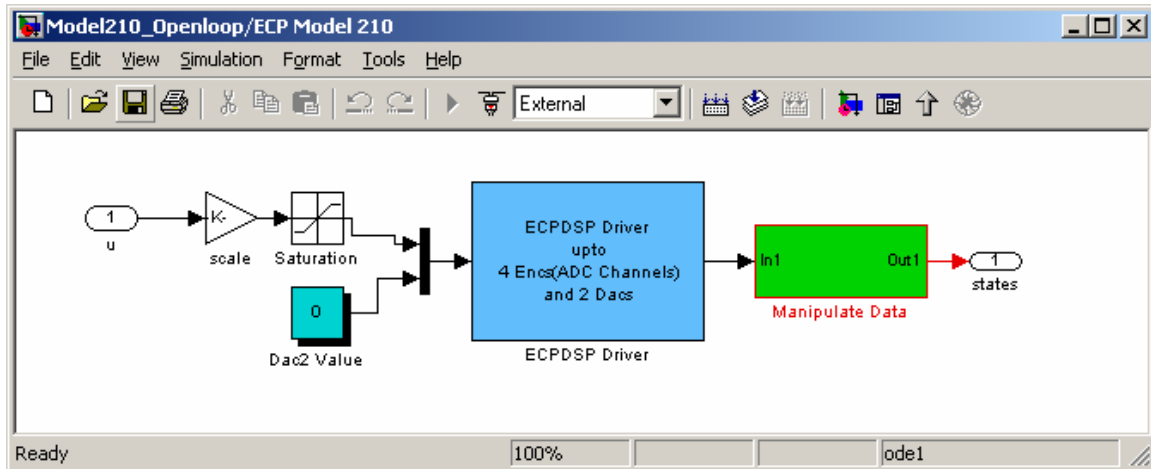 Model210_Openloop/ECP Model 210
File Edit View Simulation Format Tools Help
External
1
u
K-
scale
Saturation
0
Dac2 Value
ECPDSP Driver
upto
4 Encs(ADC Channels)
and 2 Dacs
ECPDSP Driver
In1 Out1
Manipulate Data
1
states
Ready 100% ode1